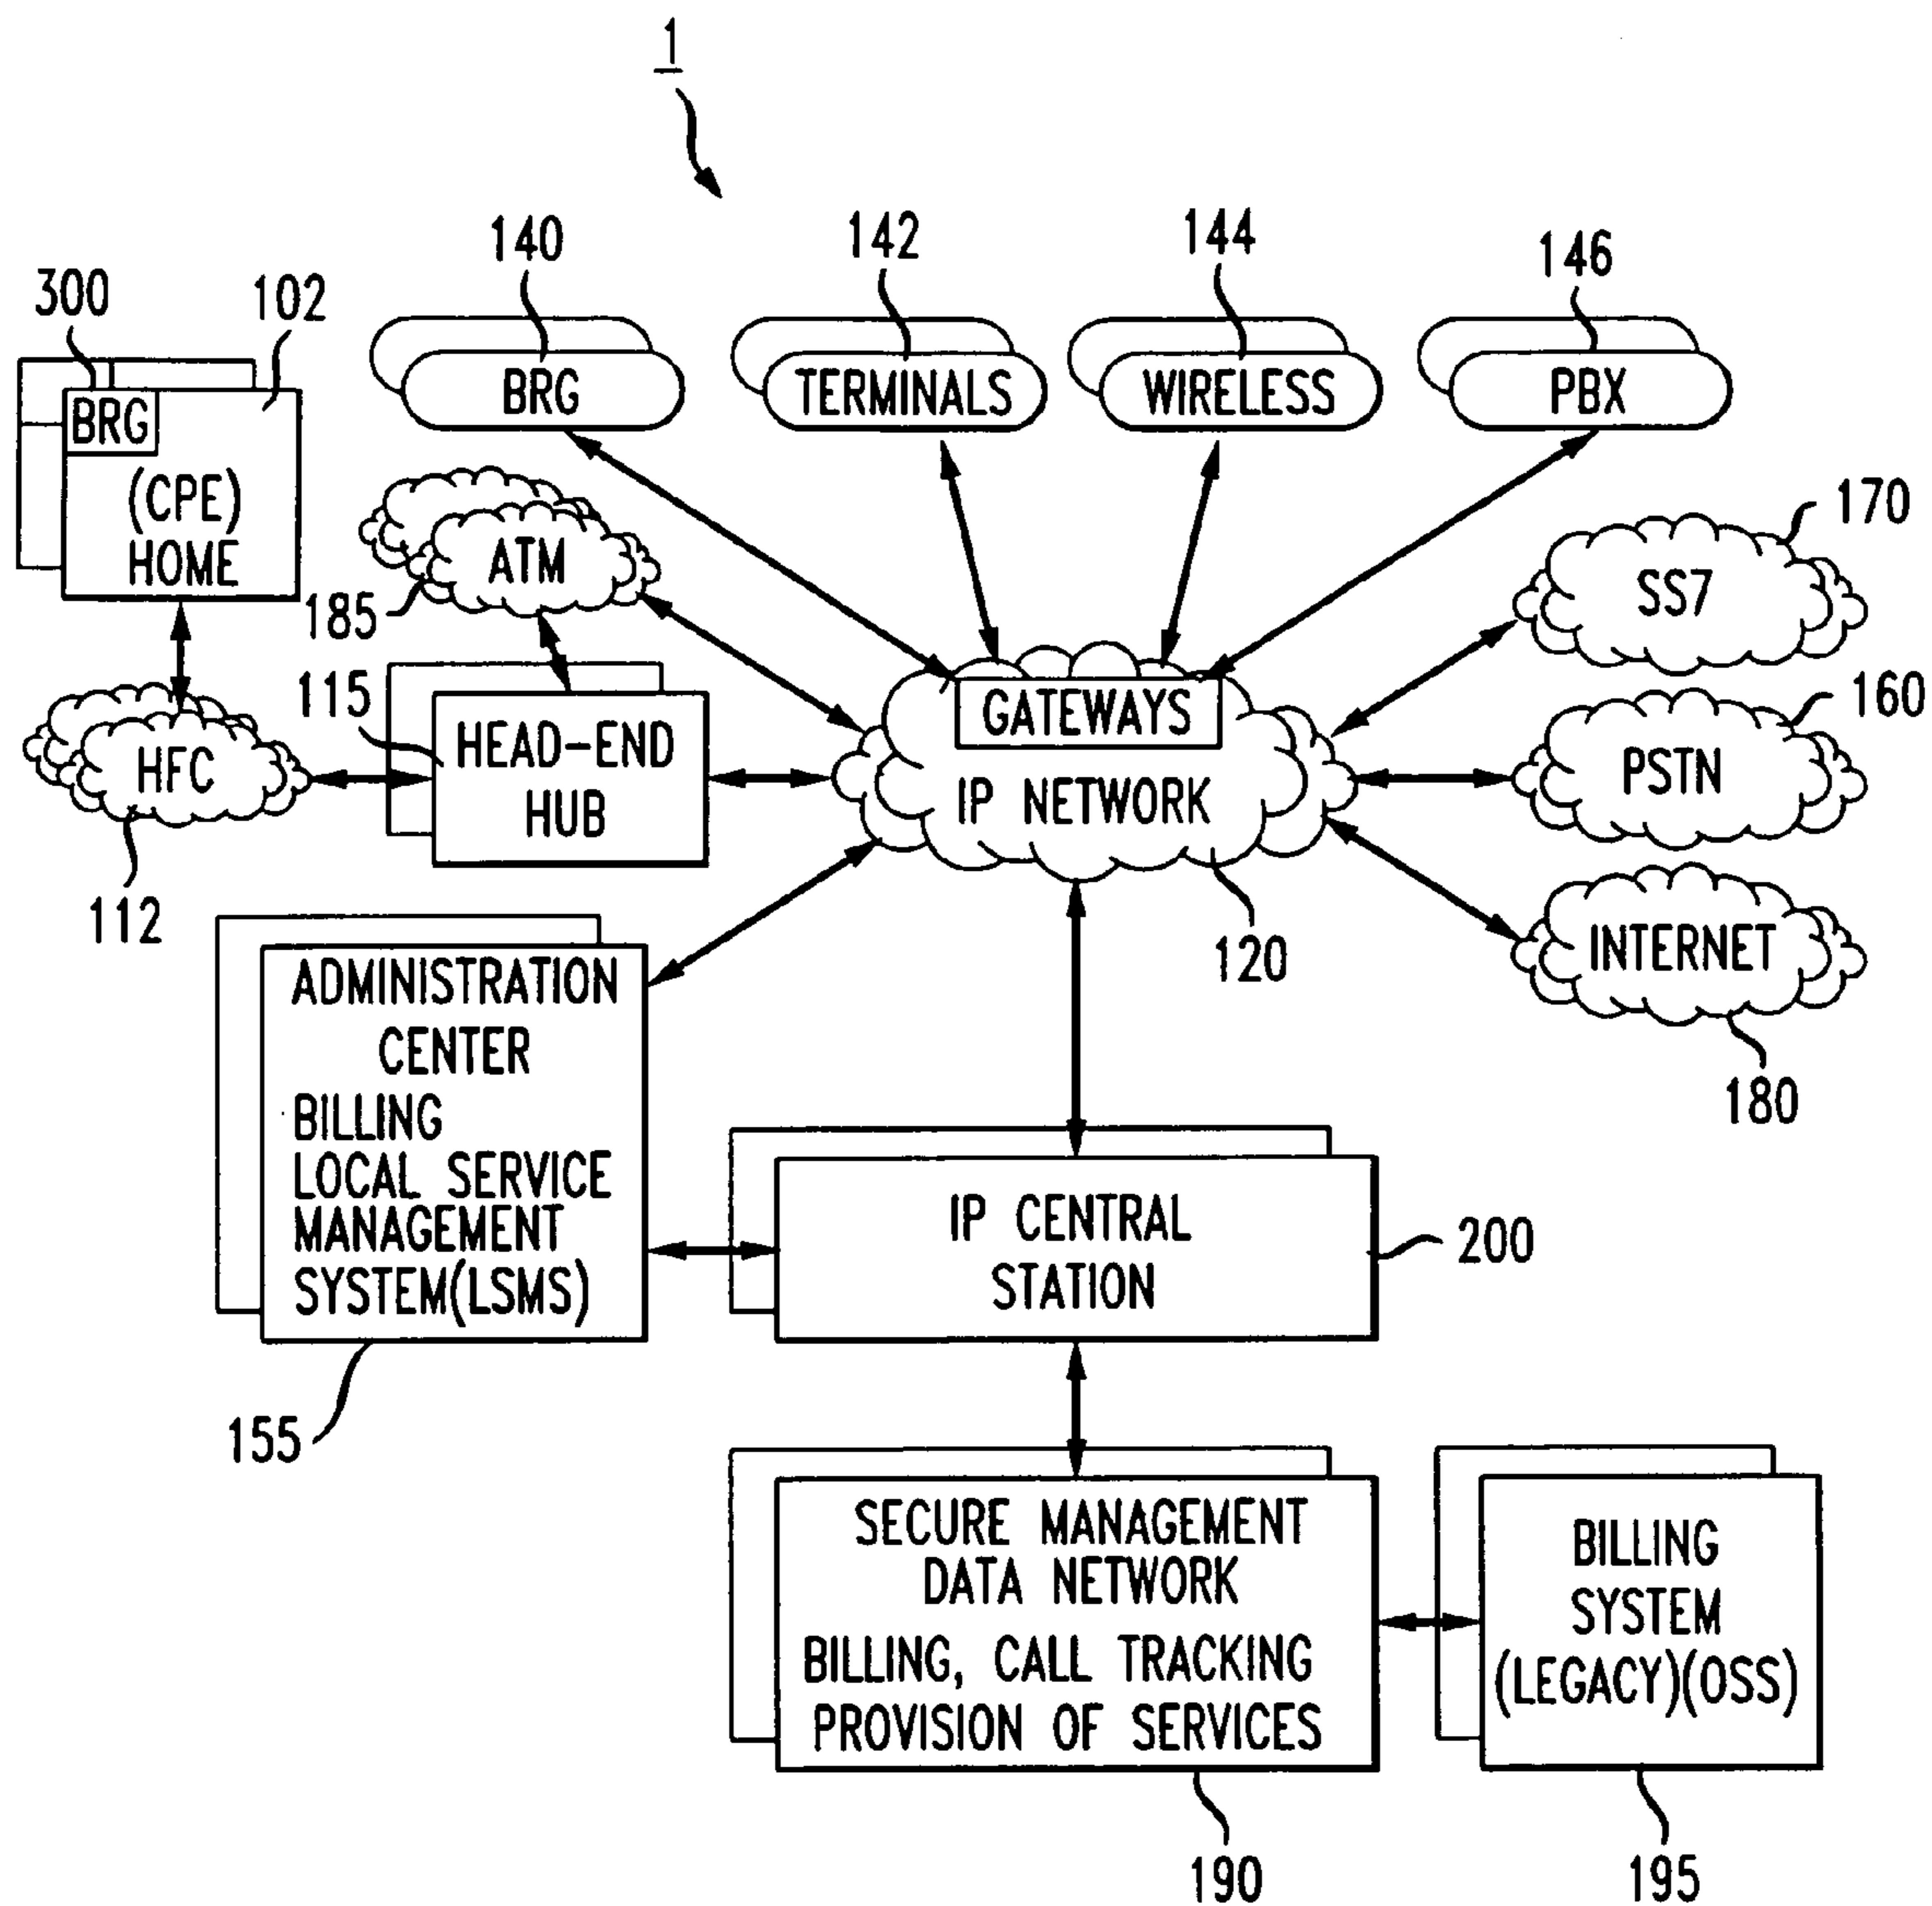 1
140
142
144
146
300
102
BRG
TERMINALS
WIRELESS
PBX
BRG
(CPE)
HOME
170
ATM
SS7
185
115
160
GATEWAYS
HEAD-END
HUB
HFC
IP NETWORK
PSTN
112
120
INTERNET
180
ADMINISTRATION
CENTER
BILLING
LOCAL SERVICE
MANAGEMENT
SYSTEM(LSMS)
IP CENTRAL
STATION
200
155
SECURE MANAGEMENT
DATA NETWORK
BILLING, CALL TRACKING
PROVISION OF SERVICES
BILLING
SYSTEM
(LEGACY)(OSS)
190
195